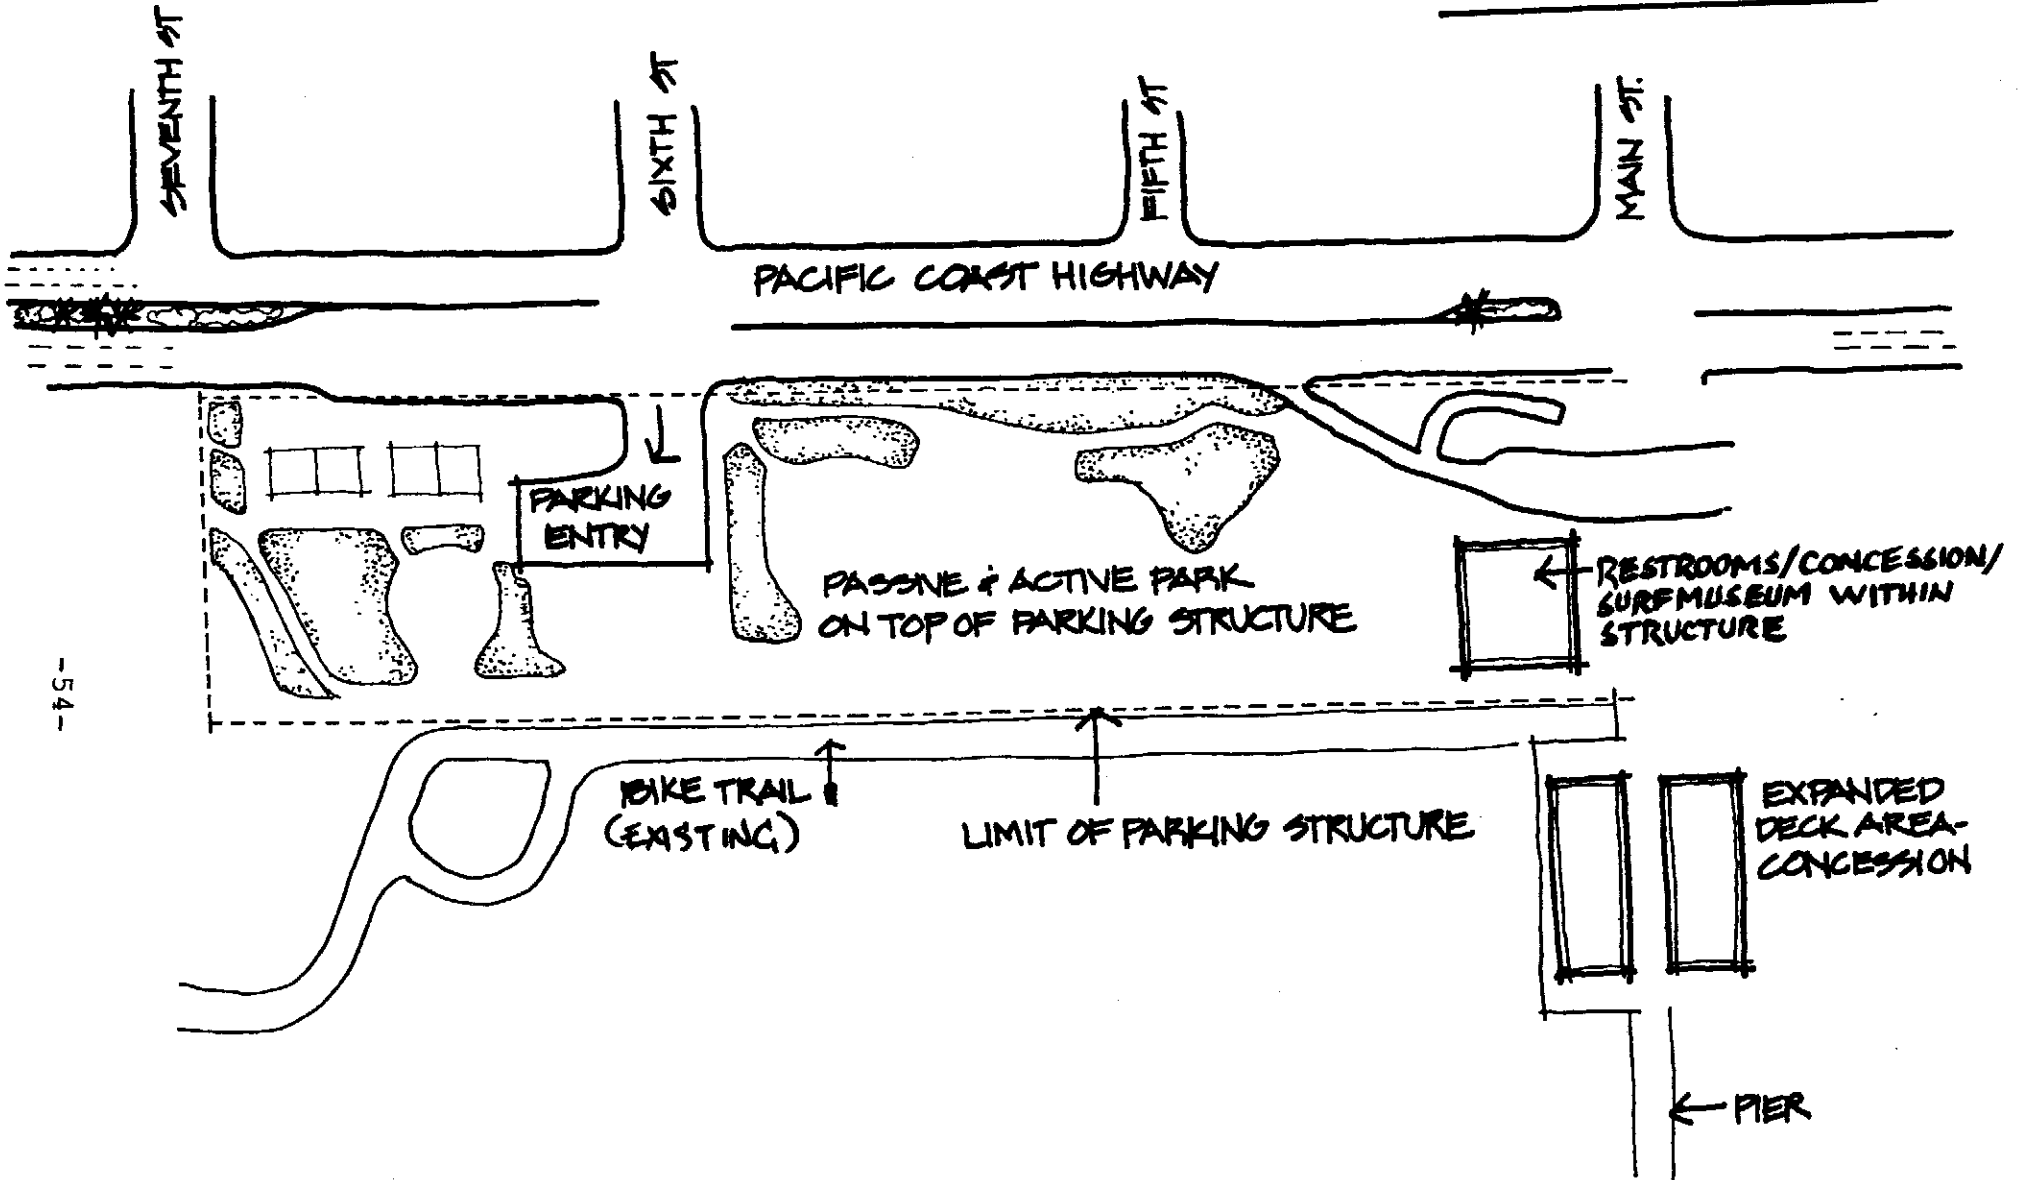 SEVENTH ST
SIXTH ST
FIFTH ST
MAIN ST.
PACIFIC COAST HIGHWAY
PARKING
ENTRY
PASSIVE & ACTIVE PARK
ON TOP OF PARKING STRUCTURE
RESTROOMS/CONCESSION/
SURFMUSEUM WITHIN
STRUCTURE
-54-
BIKE TRAIL
(EXISTING)
LIMIT OF PARKING STRUCTURE
EXPANDED
DECK AREA-
CONCESSION
PIER